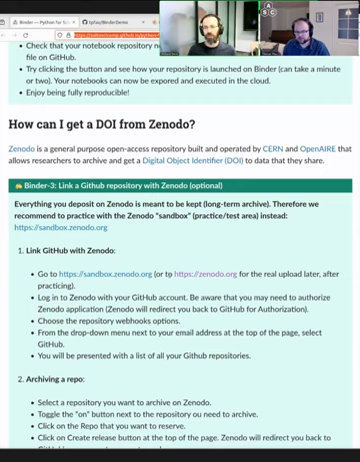 Binder — Python for Sc
https://
Check that your notebook repository
file on GitHub.
Try clicking the button and see how your repository is launched on Binder (can take a minute
or two). Your notebooks can now be expored and executed in the cloud.
Enjoy being fully reproducible!
How can I get a DOI from Zenodo?
Zenodo is a general purpose open-access repository built and operated by CERN and OpenAIRE that
allows researchers to archive and get a Digital Object Identifier (DOI) to data that they share.
Binder-3: Link a Github repository with Zenodo (optional)
Everything you deposit on Zenodo is meant to be kept (long-term archive). Therefore we
recommend to practice with the Zenodo "sandbox" (practice/test area) instead:
https://sandbox.zenodo.org
1. Link GitHub with Zenodo:
Go to https://sandbox.zenodo.org (or to https://zenodo.org for the real upload later, after
practicing).
Log in to Zenodo with your GitHub account. Be aware that you may need to authorize
Zenodo application (Zenodo will redirect you back to GitHub for Authorization).
Choose the repository webhooks options.
From the drop-down menu next to your email address at the top of the page, select
GitHub.
You will be presented with a list of all your Github repositories.
2. Archiving a repo:
Select a repository you want to archive on Zenodo.
Toggle the "on" button next to the repository ou need to archive.
Click on the Repo that you want to reserve.
Click on Create release button at the top of the page. Zenodo will redirect you back to